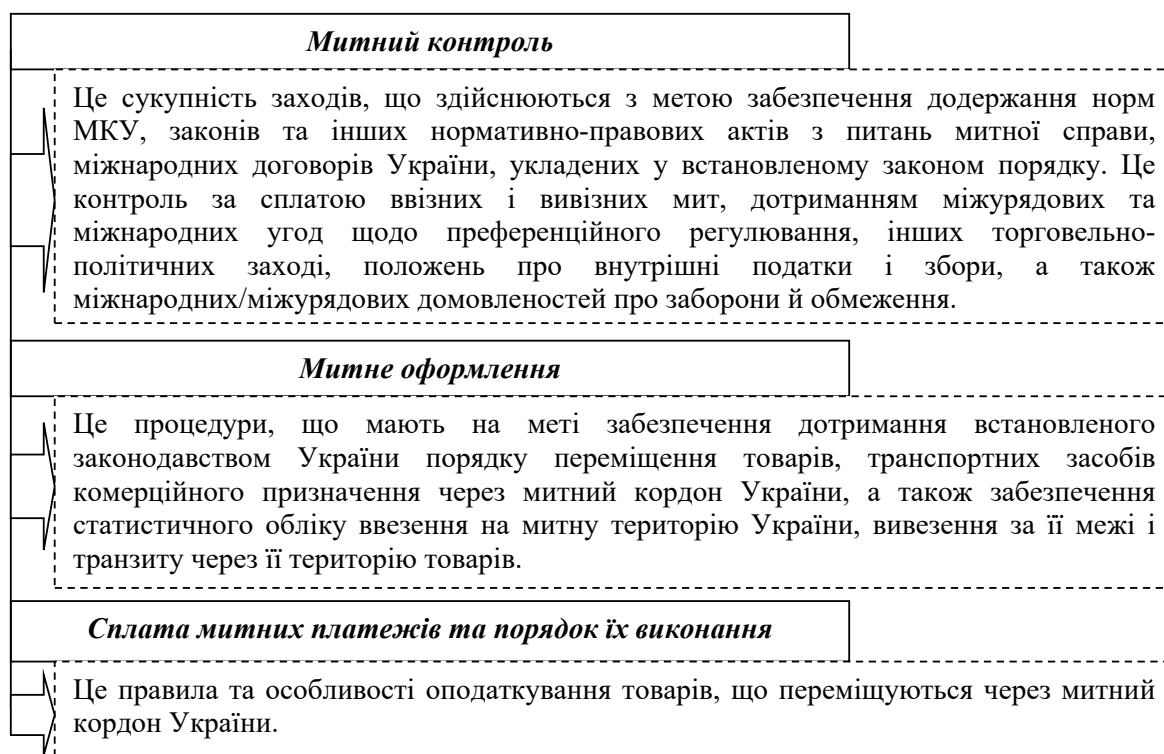 Митний контроль
Це сукупність заходів, що здійснюються з метою забезпечення додержання норм
МКУ, законів та інших нормативно-правових актів з питань митної справи,
міжнародних договорів України, укладених у встановленому законом порядку. Це
контроль за сплатою ввізних і вивізних мит, дотриманням міжурядових та
міжнародних угод щодо преференційного регулювання, інших торговельно-
політичних заході, положень про внутрішні податки і збори, а також
міжнародних/міжурядових домовленостей про заборони й обмеження.
Митне оформлення
Це процедури, що мають на меті забезпечення дотримання встановленого
законодавством України порядку переміщення товарів, транспортних засобів
комерційного призначення через митний кордон України, а також забезпечення
статистичного обліку ввезення на митну територію України, вивезення за її межі і
транзиту через її територію товарів.
Сплата митних платежів та порядок їх виконання
Це правила та особливості оподаткування товарів, що переміщуються через митний
кордон України.